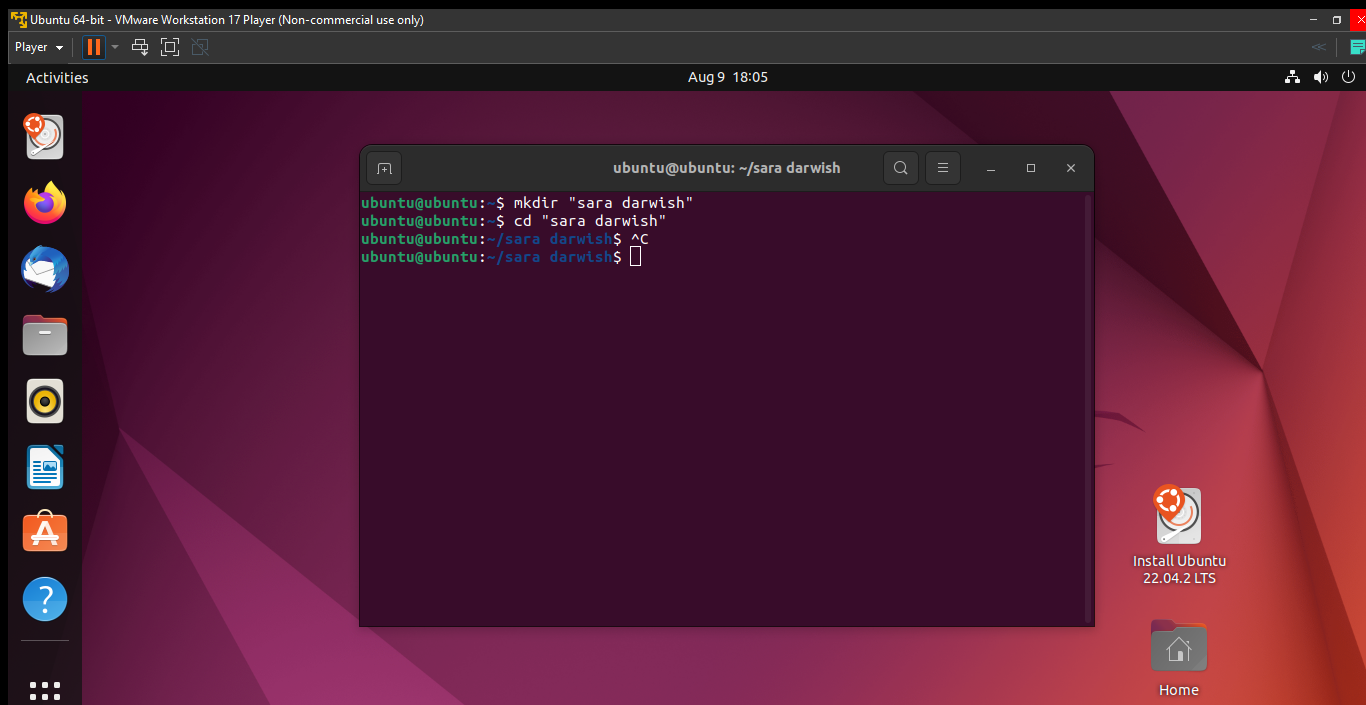 Ubuntu 64-bit - VMware Workstation 17 Player (Non-commercial use only)
Player
Activities
Aug 9 18:05
ubuntu@ubuntu: ~/sara darwish
ubuntu@ubuntu:~$ mkdir "sara darwish"
ubuntu@ubuntu:~$ cd "sara darwish"
ubuntu@ubuntu:~/sara darwish$ ^C
ubuntu@ubuntu:~/sara darwish$
Install Ubuntu
22.04.2 LTS
Home